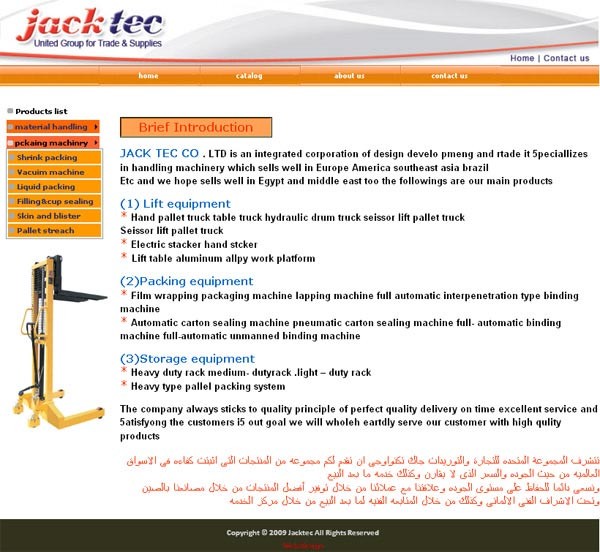 jack tec
United Group for Trade & Supplies
Home | Contact us
home catalog about us contact us
Products list
material handling
pckaing machinry
Shrink packing
Vacuim machine
Liquid packing
Filling&cup sealing
Skin and blister
Pallet streach
Brief Introduction
JACK TEC CO . LTD is an integrated corporation of design develo pmeng and rtade it 5peciallizes
in handling machinery which sells well in Europe America southeast asia brazil
Etc and we hope sells well in Egypt and middle east too the followings are our main products
(1) Lift equipment
* Hand pallet truck table truck hydraulic drum truck seissor lift pallet truck
Seissor lift pallet truck
* Electric stacker hand stcker
* Lift table aluminum allpy work platform
(2)Packing equipment
* Film wrapping packaging machine lapping machine full automatic interpenetration type binding
machine
* Automatic carton sealing machine pneumatic carton sealing machine full- automatic binding
machine full-automatic unmanned binding machine
(3)Storage equipment
* Heavy duty rack medium- dutyrack .light – duty rack
* Heavy type pallel packing system
The company always sticks to quality principle of perfect quality delivery on time excellent service and
5atisfyong the customers i5 out goal we will wholeh eardly serve our customer with high qulity
products
تتشرف المجموعة المتحده للتجارة والتوريدات جاك تكنولوجى ان تقدم لكم مجموعه من المنتجات التى اثبتت كفاءه فى الاسواق
العالميه من حيث الجوده والسعر الذى لا يقارن وكذلك خدمه ما بعد البيع
ونسعى دائما للحفاظ على مستوى الجوده وعلاقتنا مع عملائنا من خلال توفير أفضل المنتجات من خلال مصانعنا بالصين
وتحت الاشراف الفنى الالمانى وكذلك من خلال المتابعه الفنيه لما بعد البيع من خلال مركز الخدمه
Copyright © 2009 Jacktec All Rights Reserved